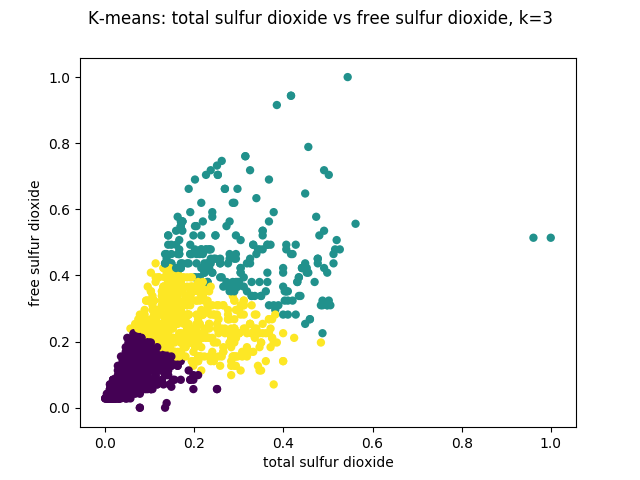 K-means: total sulfur dioxide vs free sulfur dioxide, k=3
1.0
0.8
0.6
0.4
0.2
0.0
free sulfur dioxide
0.0 0.2 0.4 0.6 0.8 1.0
total sulfur dioxide